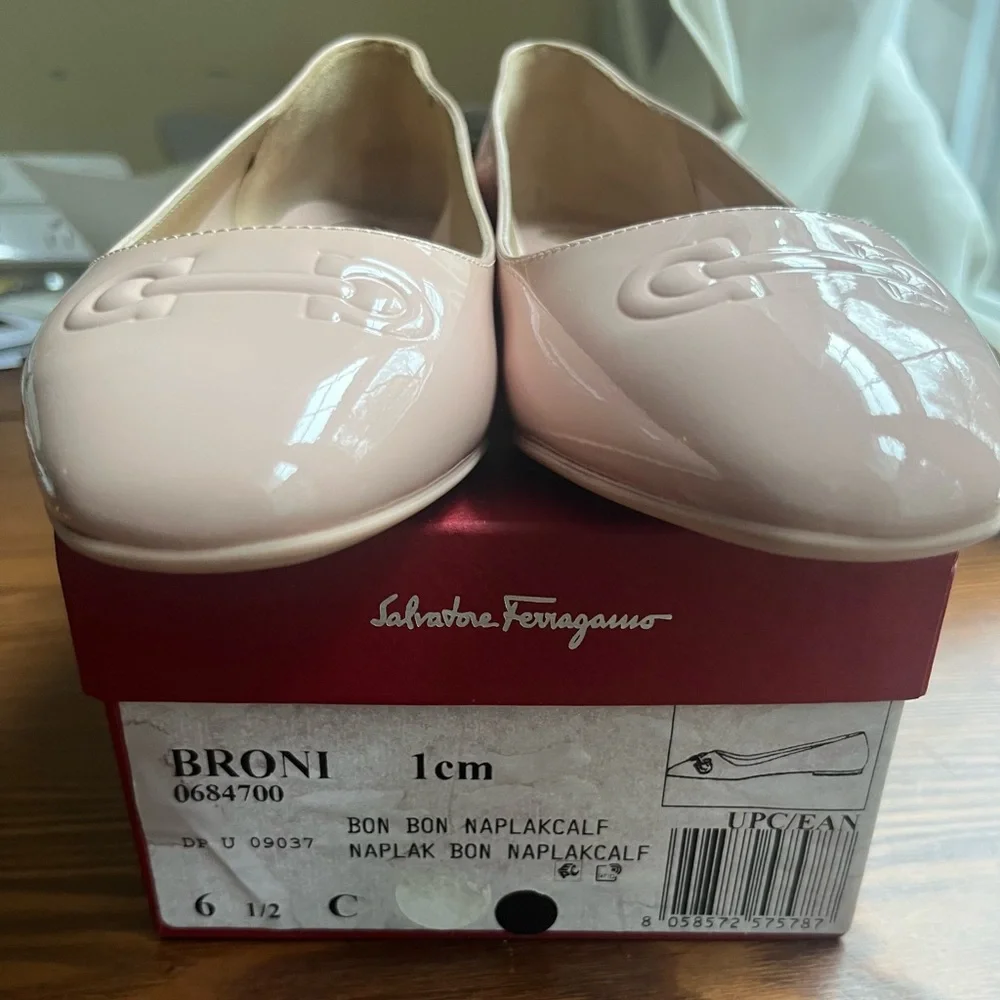 Salvatore Ferragamo
BRONI 1cm
0684700
BON BON NAPLAKCALF
DP U 09037 NAPLAK BON NAPLAKCALF
UPC/EAN
6 1/2 C
8 058572 575787